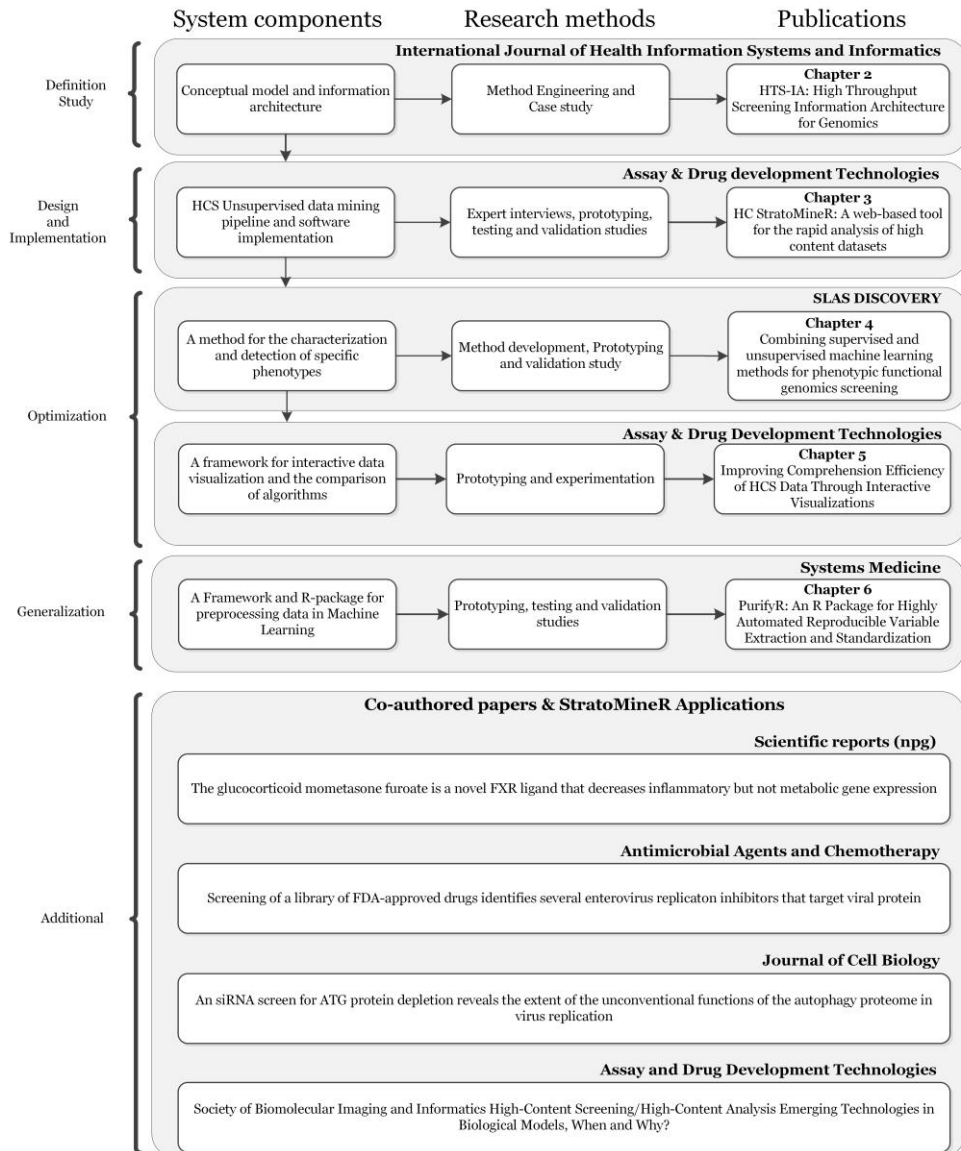 System components
Research methods
Publications
Definition
Study
International Journal of Health Information Systems and Informatics
Conceptual model and information
architecture
Method Engineering and
Case study
Chapter 2
HTS-IA: High Throughput
Screening Information Architecture
for Genomics
Design
and
Implementation
Assay & Drug development Technologies
HCS Unsupervised data mining
pipeline and software
implementation
Expert interviews, prototyping,
testing and validation studies
Chapter 3
HC StratoMineR: A web-based tool
for the rapid analysis of high
content datasets
Optimization
SLAS DISCOVERY
A method for the characterization
and detection of specific
phenotypes
Method development, Prototyping
and validation study
Chapter 4
Combining supervised and
unsupervised machine learning
methods for phenotypic functional
genomics screening
Assay & Drug Development Technologies
A framework for interactive data
visualization and the comparison
of algorithms
Prototyping and experimentation
Chapter 5
Improving Comprehension Efficiency
of HCS Data Through Interactive
Visualizations
Generalization
Systems Medicine
A Framework and R-package for
preprocessing data in Machine
Learning
Prototyping, testing and validation
studies
Chapter 6
PurifyR: An R Package for Highly
Automated Reproducible Variable
Extraction and Standardization
Additional
Co-authored papers & StratoMineR Applications
Scientific reports (npg)
The glucocorticoid mometasone furoate is a novel FXR ligand that decreases inflammatory but not metabolic gene expression
Antimicrobial Agents and Chemotherapy
Screening of a library of FDA-approved drugs identifies several enterovirus replicaton inhibitors that target viral protein
Journal of Cell Biology
An siRNA screen for ATG protein depletion reveals the extent of the unconventional functions of the autophagy proteome in
virus replication
Assay and Drug Development Technologies
Society of Biomolecular Imaging and Informatics High-Content Screening/High-Content Analysis Emerging Technologies in
Biological Models, When and Why?